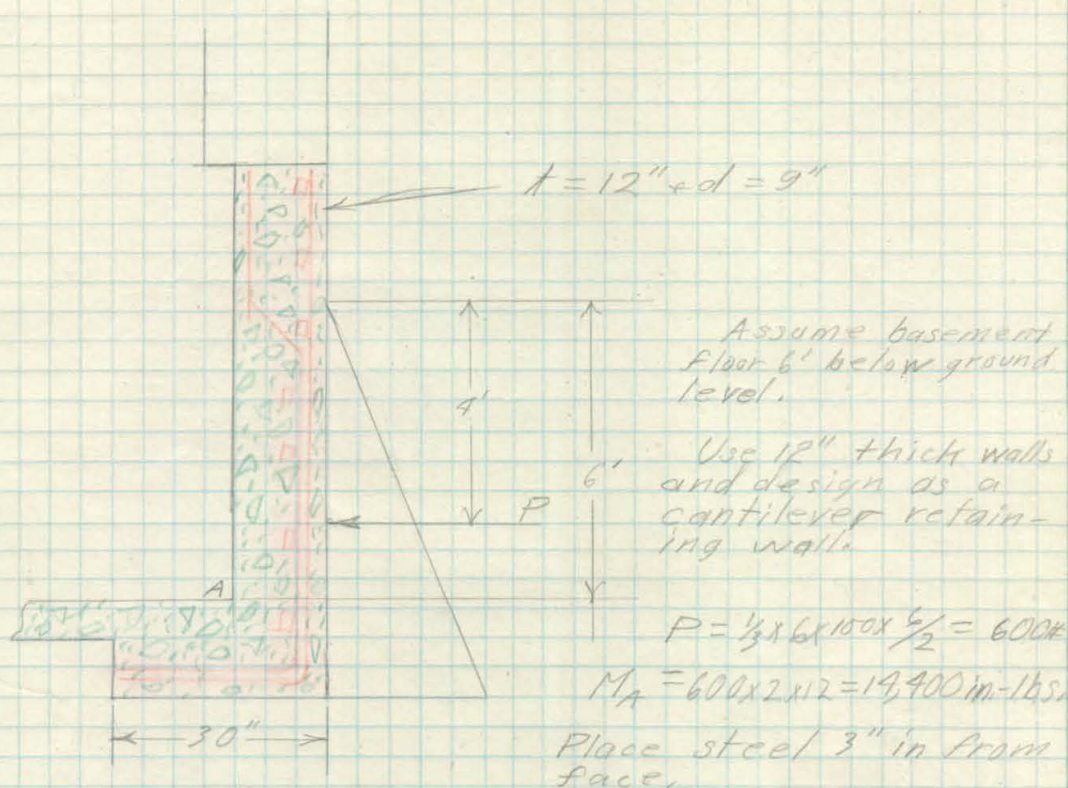 t = 12" + d = 9"
4'
6'
P
A
30"
Assume basement
floor 6' below ground
level.
Use 12" thick walls
and design as a
cantilever retain-
ing wall.
P = 1/3 x 6 x 100 x 6/2 = 600#
M_A = 600 x 2 x 12 = 14,400 in-lbs.
Place steel 3" in from
face.